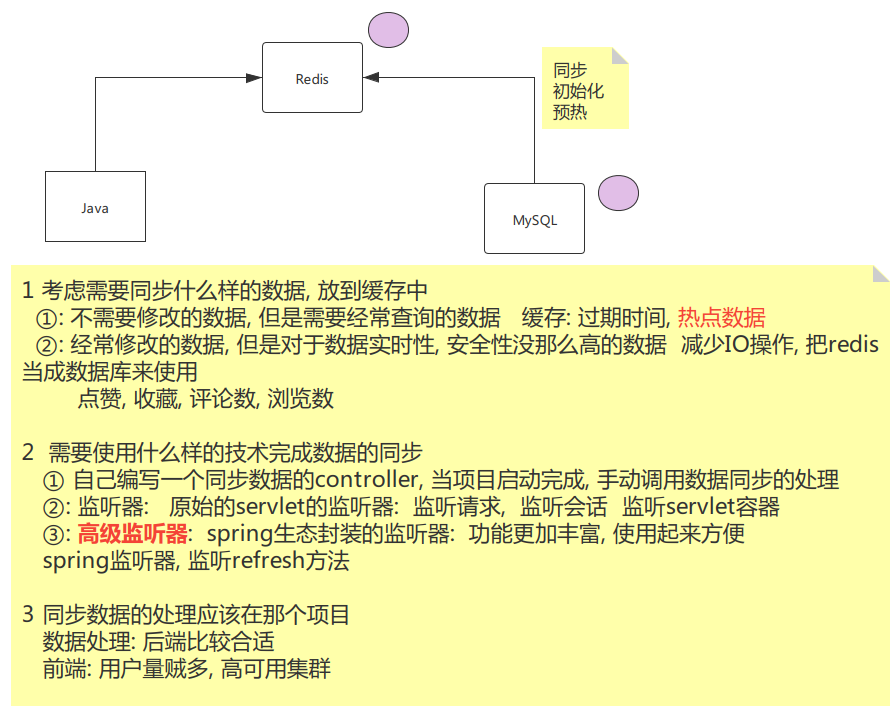 Redis
同步
初始化
预热
Java
MySQL
1 考虑需要同步什么样的数据, 放到缓存中
①: 不需要修改的数据, 但是需要经常查询的数据 缓存: 过期时间, 热点数据
②: 经常修改的数据, 但是对于数据实时性, 安全性没那么高的数据 减少IO操作, 把redis
当成数据库来使用
点赞, 收藏, 评论数, 浏览数
2 需要使用什么样的技术完成数据的同步
① 自己编写一个同步数据的controller, 当项目启动完成, 手动调用数据同步的处理
②: 监听器: 原始的servlet的监听器: 监听请求, 监听会话 监听servlet容器
③: 高级监听器: spring生态封装的监听器: 功能更加丰富, 使用起来方便
spring监听器, 监听refresh方法
3 同步数据的处理应该在那个项目
数据处理: 后端比较合适
前端: 用户量贼多, 高可用集群